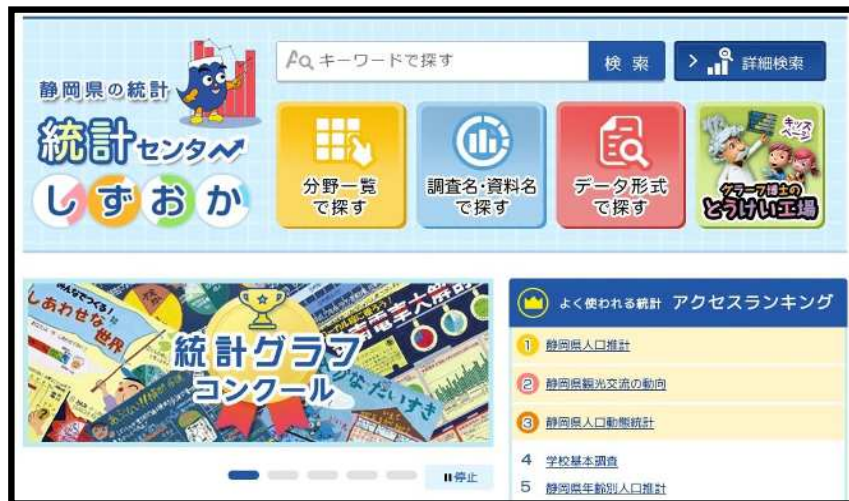 静岡県の統計
統計センター
しずおか
キーワードで探す
検 索
詳細検索
分野一覧
で探す
調査名・資料名
で探す
データ形式
で探す
キッズ
ページ
グラーフ博士の
とうけい工場
みんなでつくる!
しあわせな
世界
統計グラフ
コンクール
停止
よく使われる統計 アクセスランキング
1 静岡県人口推計
2 静岡県観光交流の動向
3 静岡県人口動態統計
4 学校基本調査
5 静岡県年齢別人口推計